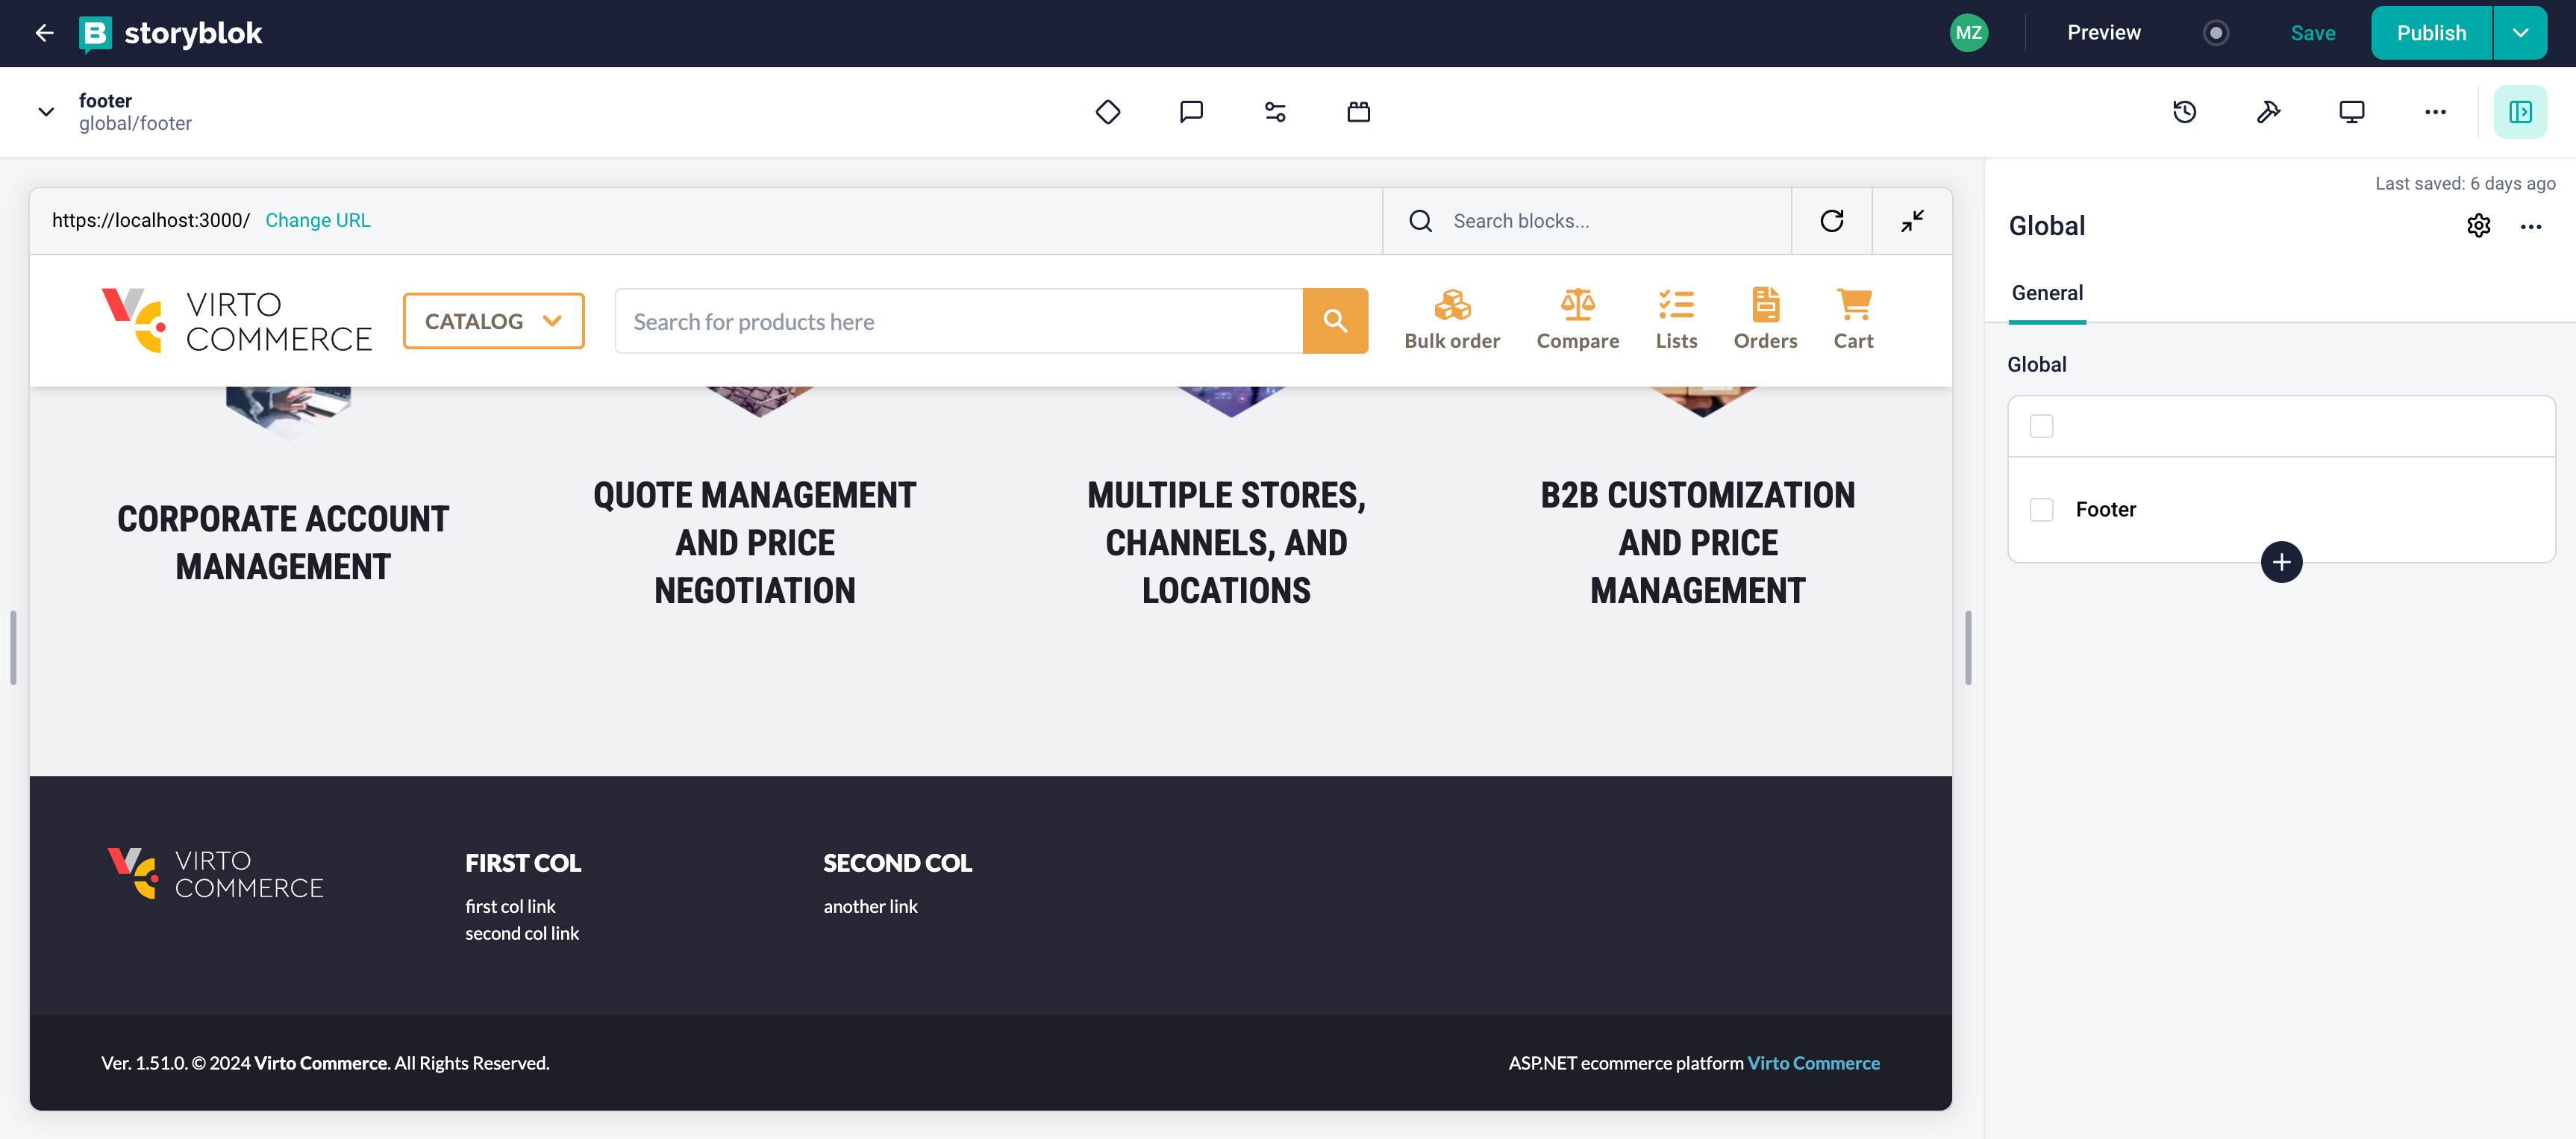 storyblok
MZ
Preview
Save
Publish
footer
global/footer
Last saved: 6 days ago
https://localhost:3000/ Change URL
Search blocks...
Global
General
VIRTO
COMMERCE
CATALOG
Search for products here
Bulk order
Compare
Lists
Orders
Cart
Global
Footer
CORPORATE ACCOUNT
MANAGEMENT
QUOTE MANAGEMENT
AND PRICE
NEGOTIATION
MULTIPLE STORES,
CHANNELS, AND
LOCATIONS
B2B CUSTOMIZATION
AND PRICE
MANAGEMENT
VIRTO
COMMERCE
FIRST COL
first col link
second col link
SECOND COL
another link
Ver. 1.51.0. © 2024 Virto Commerce. All Rights Reserved.
ASP.NET ecommerce platform Virto Commerce